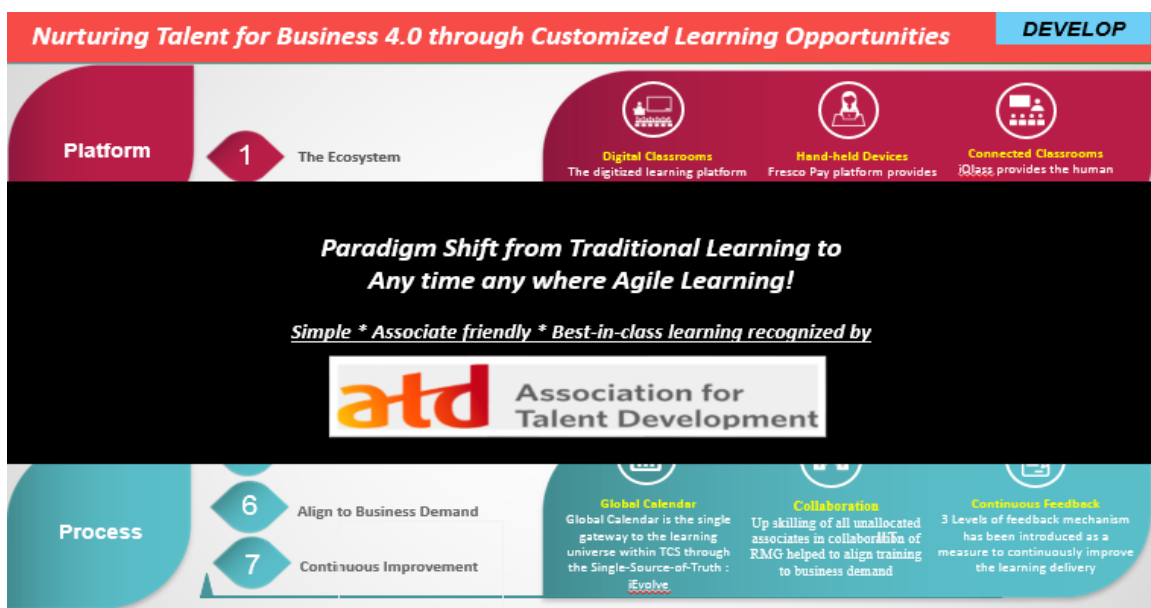 Nurturing Talent for Business 4.0 through Customized Learning Opportunities
DEVELOP
Platform
1
The Ecosystem
Digital Classrooms
The digitized learning platform
Hand-held Devices
Fresco Pay platform provides
Connected Classrooms
iQlass provides the human
Paradigm Shift from Traditional Learning to
Any time any where Agile Learning!
Simple * Associate friendly * Best-in-class learning recognized by
atd
Association for
Talent Development
Process
6
Align to Business Demand
7
Continuous Improvement
Global Calendar
Global Calendar is the single
gateway to the learning
universe within TCS through
the Single-Source-of-Truth :
iEvolve
Collaboration
Up skilling of all unallocated
associates in collaboration of
RMG helped to align training
to business demand
Continuous Feedback
3 Levels of feedback mechanism
has been introduced as a
measure to continuously improve
the learning delivery